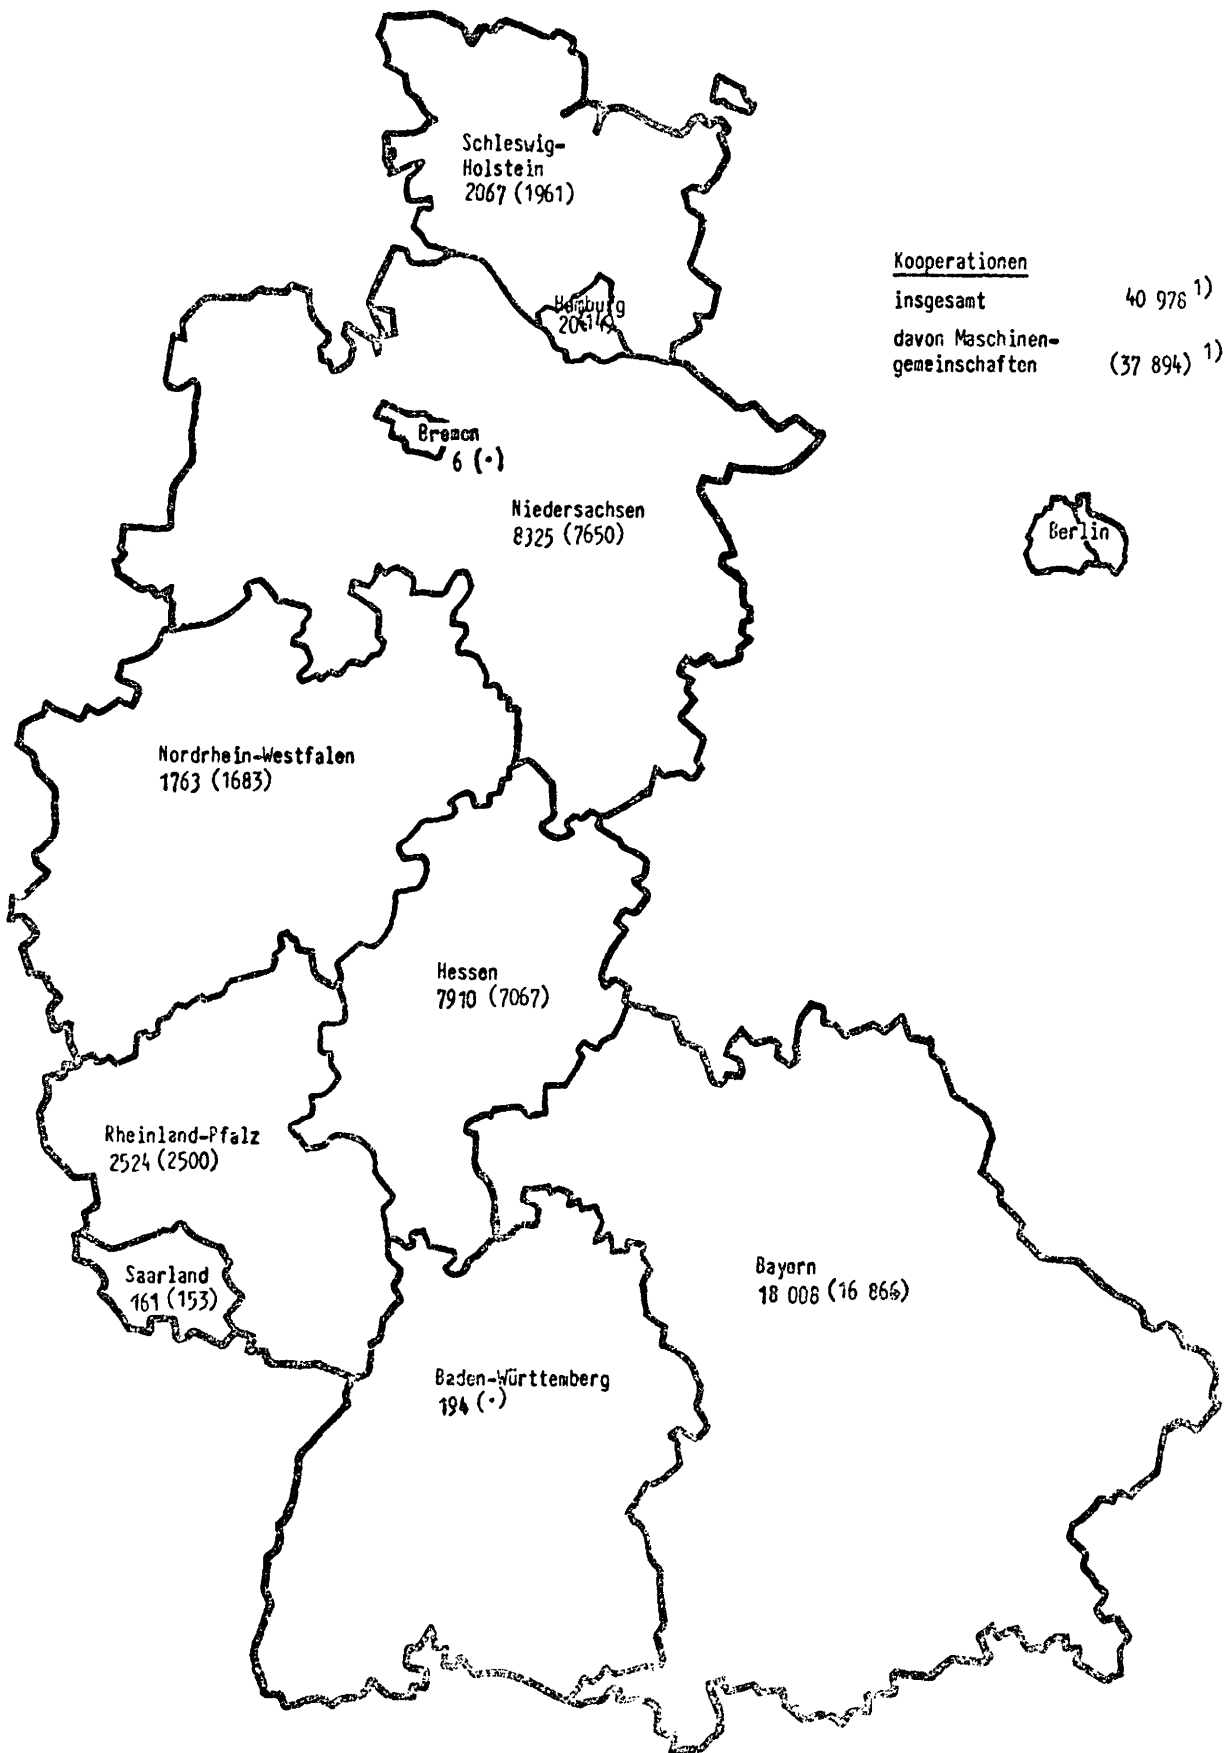 Schleswig-
Holstein
2067 (1961)
Kooperationen
insgesamt 40 978 1)
davon Maschinen-
gemeinschaften (37 894) 1)
Hamburg
20 (14)
Bremen
6 (·)
Niedersachsen
8325 (7650)
Berlin
Nordrhein-Westfalen
1763 (1683)
Hessen
7910 (7067)
Rheinland-Pfalz
2524 (2500)
Saarland
161 (153)
Bayern
18 008 (16 866)
Baden-Württemberg
194 (·)